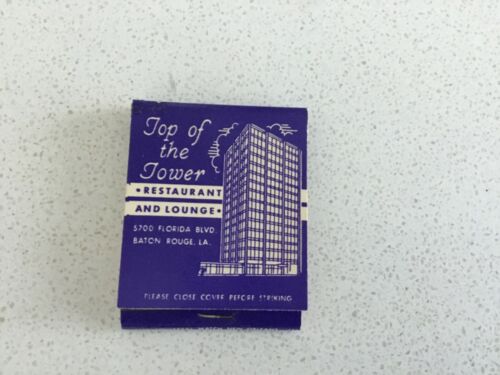 Top of
the
Tower
•RESTAURANT
AND LOUNGE•
5700 FLORIDA BLVD.
BATON ROUGE, LA.
PLEASE CLOSE COVER BEFORE STRIKING